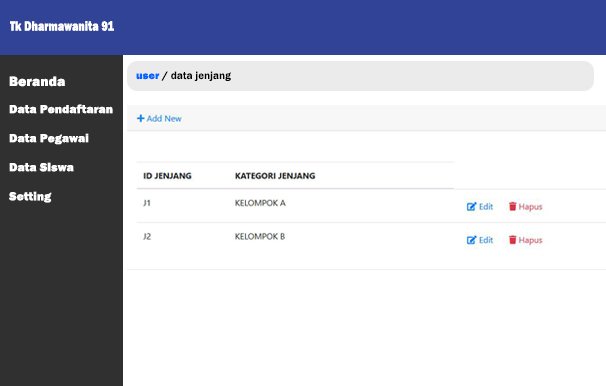 Tk Dharmawanita 91
Beranda
Data Pendaftaran
Data Pegawai
Data Siswa
Setting
user / data jenjang
Add New
ID JENJANG KATEGORI JENJANG
J1 KELOMPOK A Edit Hapus
J2 KELOMPOK B Edit Hapus